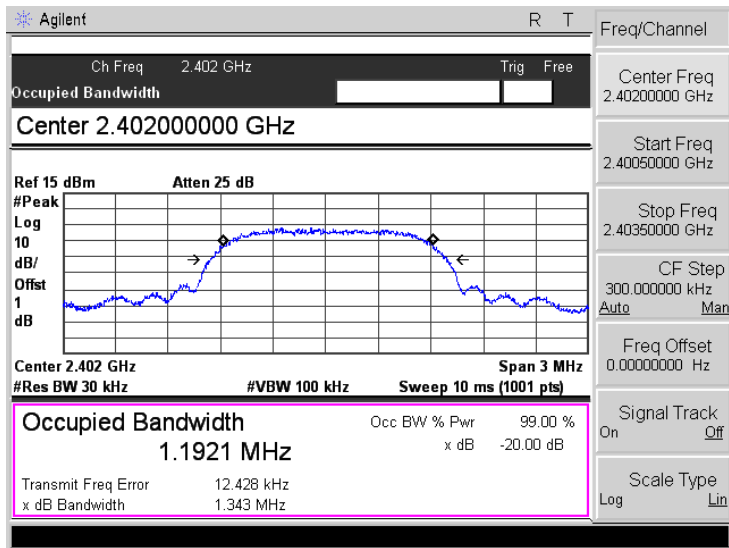 Agilent R T
Ch Freq 2.402 GHz Trig Free
Occupied Bandwidth
Center 2.402000000 GHz
Ref 15 dBm Atten 25 dB
#Peak
Log
10
dB/
Offst
1
dB
Center 2.402 GHz Span 3 MHz
#Res BW 30 kHz #VBW 100 kHz Sweep 10 ms (1001 pts)
Occupied Bandwidth
1.1921 MHz
Occ BW % Pwr 99.00 %
x dB -20.00 dB
Transmit Freq Error 12.428 kHz
x dB Bandwidth 1.343 MHz
Freq/Channel
Center Freq
2.40200000 GHz
Start Freq
2.40050000 GHz
Stop Freq
2.40350000 GHz
CF Step
300.000000 kHz
Auto Man
Freq Offset
0.00000000 Hz
Signal Track
On Off
Scale Type
Log Lin